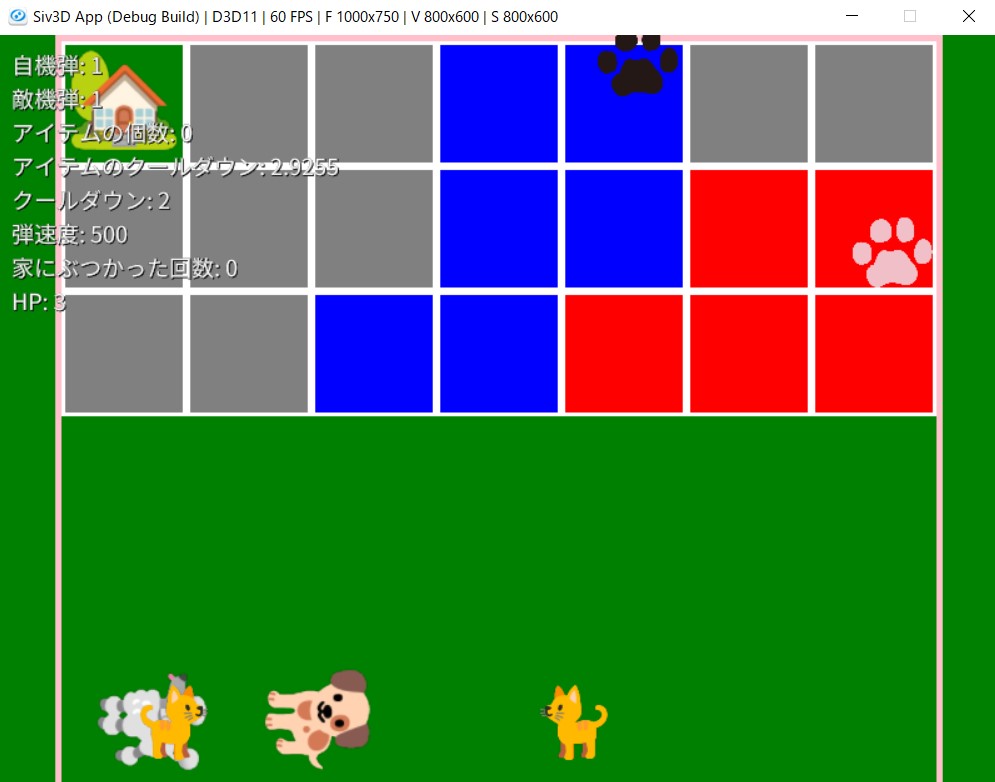 Siv3D App (Debug Build) | D3D11 | 60 FPS | F 1000x750 | V 800x600 | S 800x600
自機弾: 1
敵機弾: 1
アイテムの個数: 0
アイテムのクールダウン: 2.9255
クールダウン: 2
弾速度: 500
家にぶつかった回数: 0
HP: 3